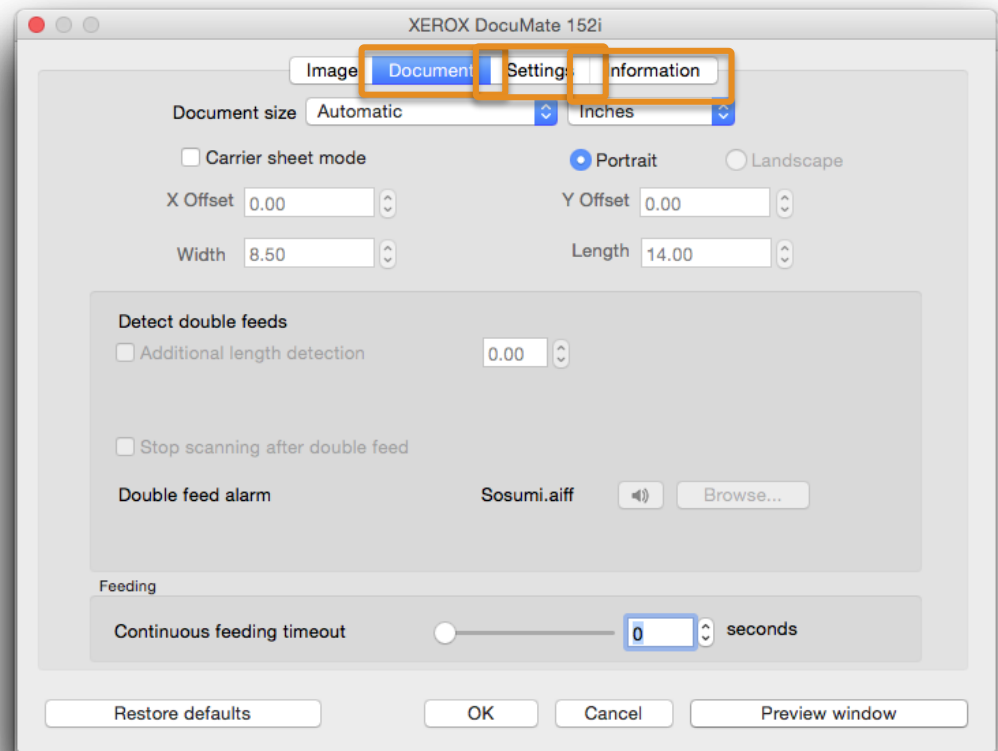 XEROX DocuMate 152i
Image Document Settings Information
Document size Automatic Inches
Carrier sheet mode Portrait Landscape
X Offset 0.00 Y Offset 0.00
Width 8.50 Length 14.00
Detect double feeds
Additional length detection 0.00
Stop scanning after double feed
Double feed alarm Sosumi.aiff Browse...
Feeding
Continuous feeding timeout 0 seconds
Restore defaults OK Cancel Preview window